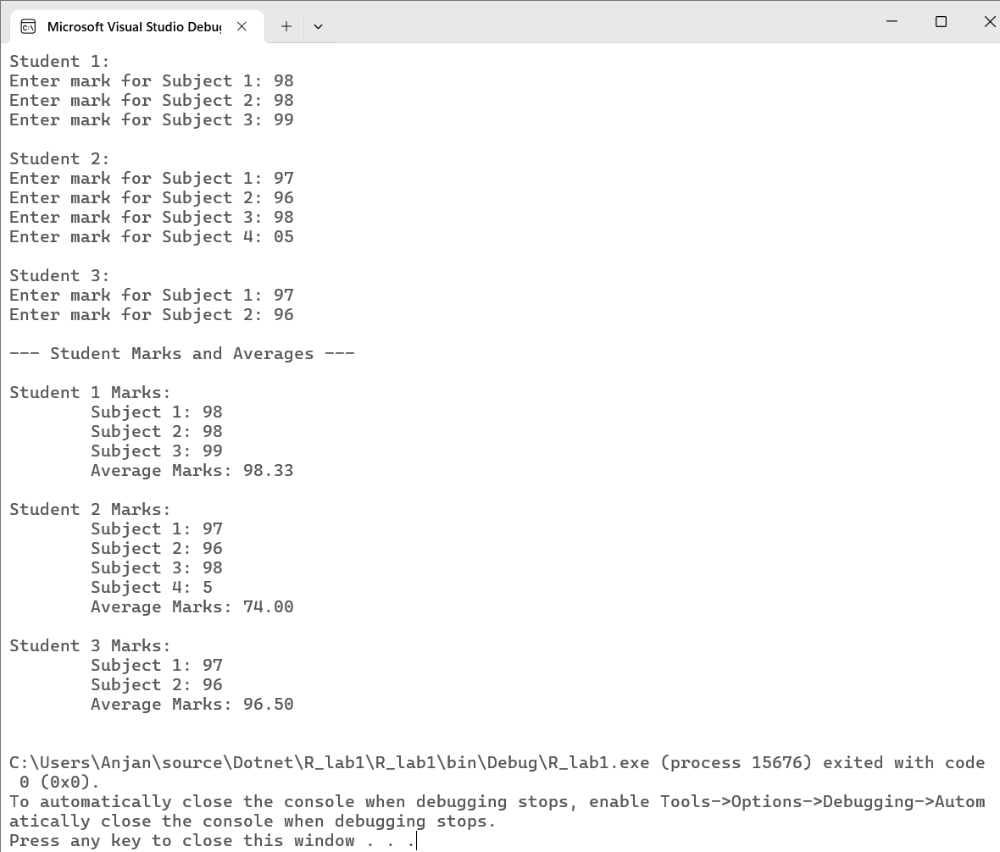 Microsoft Visual Studio Debu
Student 1:
Enter mark for Subject 1: 98
Enter mark for Subject 2: 98
Enter mark for Subject 3: 99
Student 2:
Enter mark for Subject 1: 97
Enter mark for Subject 2: 96
Enter mark for Subject 3: 98
Enter mark for Subject 4: 05
Student 3:
Enter mark for Subject 1: 97
Enter mark for Subject 2: 96
--- Student Marks and Averages ---
Student 1 Marks:
Subject 1: 98
Subject 2: 98
Subject 3: 99
Average Marks: 98.33
Student 2 Marks:
Subject 1: 97
Subject 2: 96
Subject 3: 98
Subject 4: 5
Average Marks: 74.00
Student 3 Marks:
Subject 1: 97
Subject 2: 96
Average Marks: 96.50
C:\Users\Anjan\source\Dotnet\R_lab1\R_lab1\bin\Debug\R_lab1.exe (process 15676) exited with code
0 (0x0).
To automatically close the console when debugging stops, enable Tools->Options->Debugging->Autom
atically close the console when debugging stops.
Press any key to close this window . . .